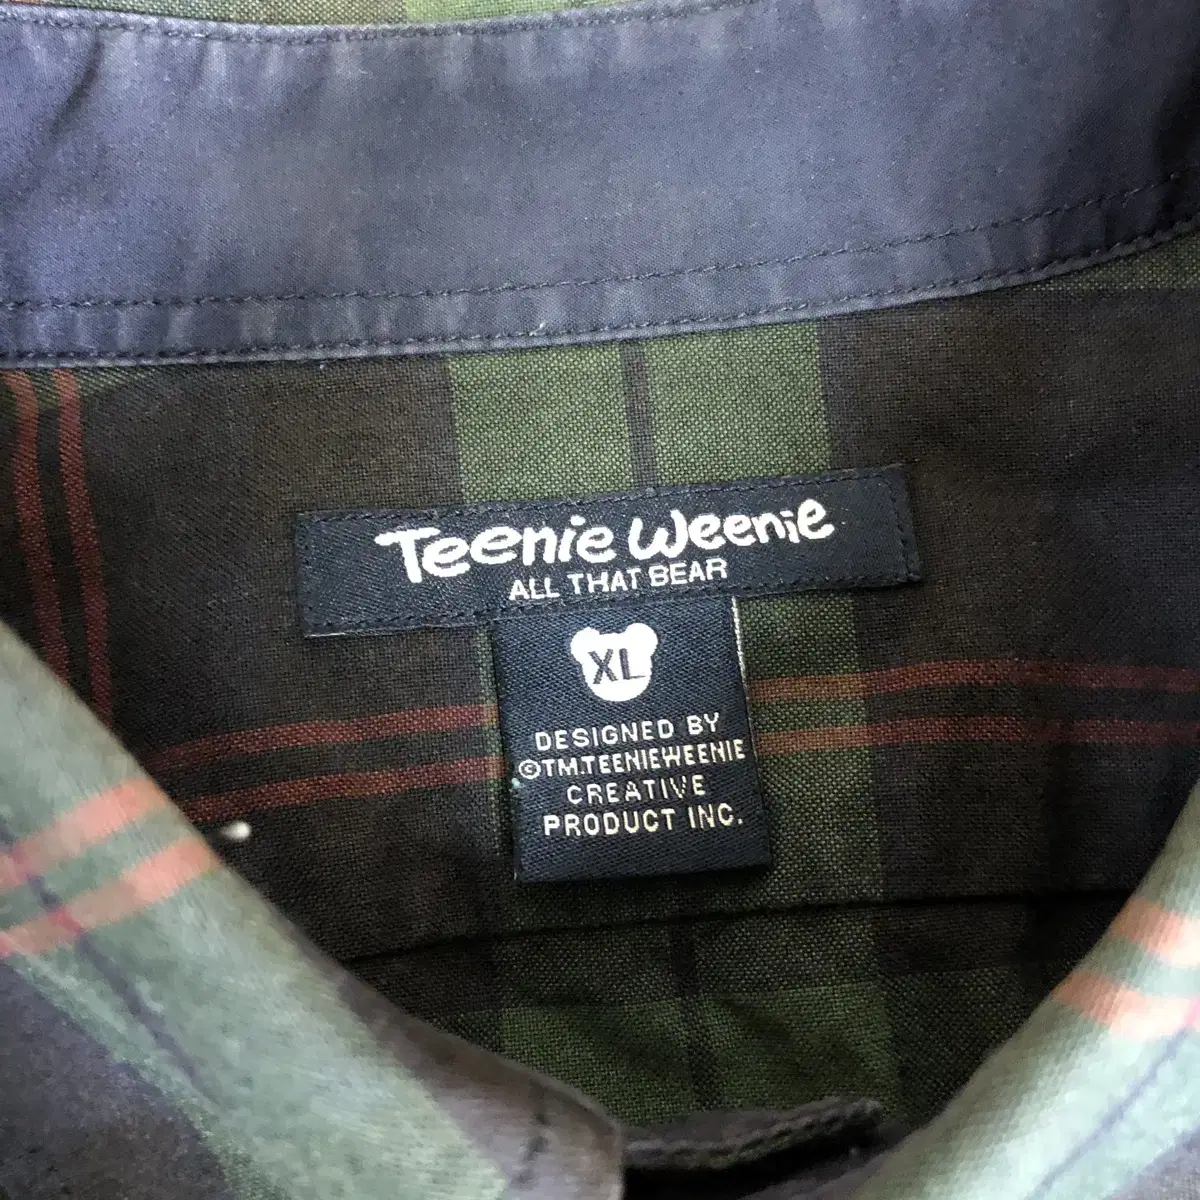 Teenie Weenie
ALL THAT BEAR
XL
DESIGNED BY
©TM.TEENIEWEENIE
CREATIVE
PRODUCT INC.